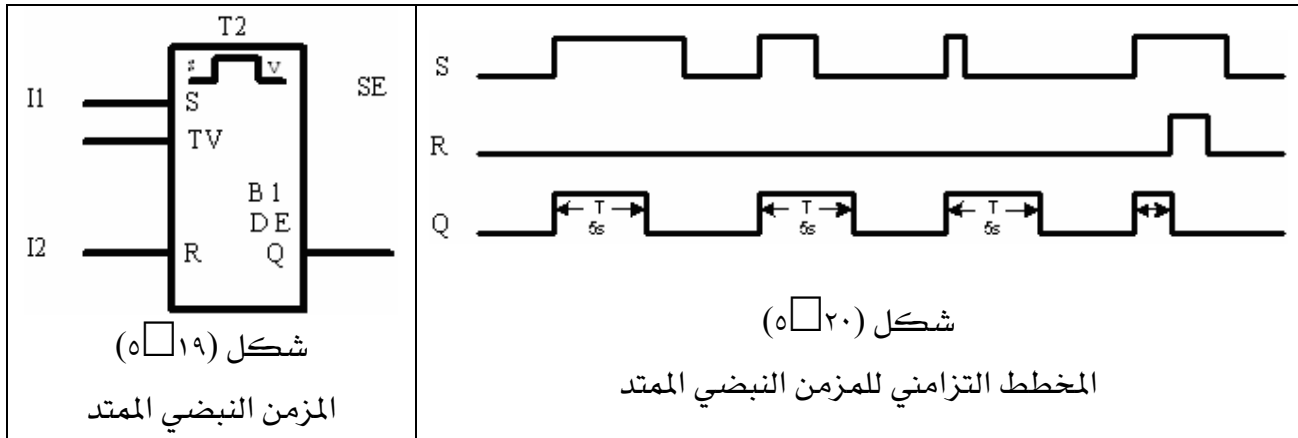 T2
I1
S
SE
TV
B1
DE
I2
R
Q
شكل (١٩□٥)
المزمن النبضي الممتد
S
R
Q
T
5s
T
5s
T
5s
شكل (٢٠□٥)
المخطط التزامني للمزمن النبضي الممتد